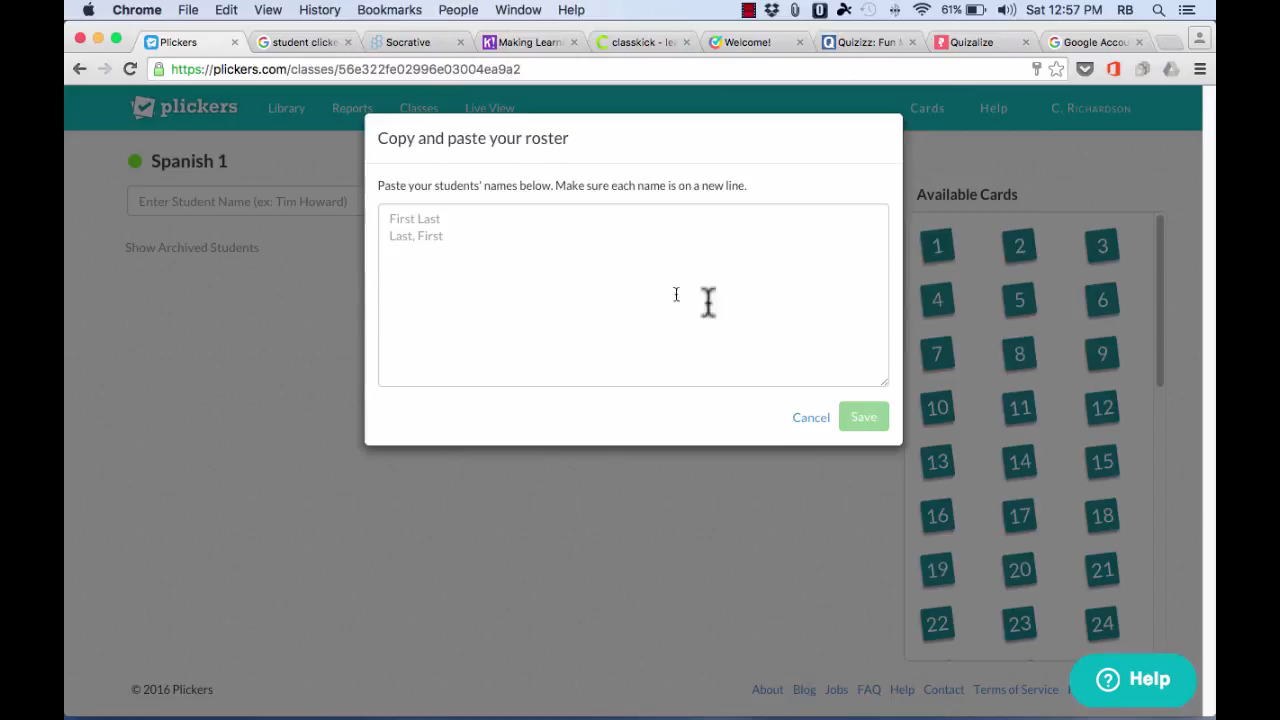 Chrome File Edit View History Bookmarks People Window Help 61% Sat 12:57 PM RB
Plickers student clicke Socrative Making Learni classkick - lea Welcome! Quizizz: Fun M Quizalize Google Accou
https://plickers.com/classes/56e322fe02996e03004ea9a2
plickers Library Reports Classes Live View Cards Help C. RICHARDSON
Copy and paste your roster
Spanish 1
Paste your students' names below. Make sure each name is on a new line.
Available Cards
Enter Student Name (ex: Tim Howard)
First Last
Last, First
Show Archived Students
1 2 3
4 5 6
7 8 9
10 11 12
Cancel Save
13 14 15
16 17 18
19 20 21
22 23 24
Help
© 2016 Plickers About Blog Jobs FAQ Help Contact Terms of Service